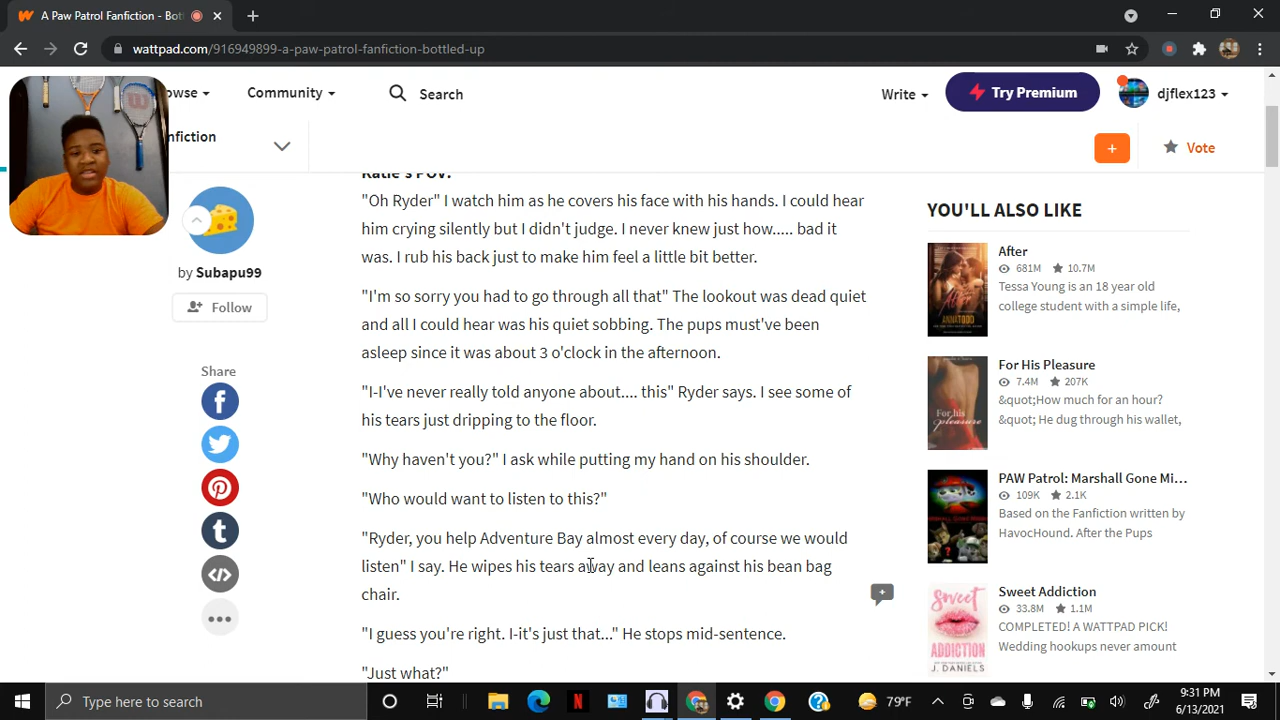 A Paw Patrol Fanfiction - Bot
wattpad.com/916949899-a-paw-patrol-fanfiction-bottled-up
owse
Community
Search
Write
Try Premium
djflex123
nfiction
+
Vote
Katie's POV:
"Oh Ryder" I watch him as he covers his face with his hands. I could hear
him crying silently but I didn't judge. I never knew just how..... bad it
was. I rub his back just to make him feel a little bit better.
"I'm so sorry you had to go through all that" The lookout was dead quiet
and all I could hear was his quiet sobbing. The pups must've been
asleep since it was about 3 o'clock in the afternoon.
"I-I've never really told anyone about.... this" Ryder says. I see some of
his tears just dripping to the floor.
"Why haven't you?" I ask while putting my hand on his shoulder.
"Who would want to listen to this?"
"Ryder, you help Adventure Bay almost every day, of course we would
listen" I say. He wipes his tears away and leans against his bean bag
chair.
"I guess you're right. I-it's just that..." He stops mid-sentence.
"Just what?"
by Subapu99
Follow
Share
YOU'LL ALSO LIKE
After
681M 10.7M
Tessa Young is an 18 year old
college student with a simple life,
ANNA TODD
For His Pleasure
7.4M 207K
&quot;How much for an hour?
&quot; He dug through his wallet,
For his
pleasure
PAW Patrol: Marshall Gone Mi...
109K 2.1K
Based on the Fanfiction written by
HavocHound. After the Pups
Sweet Addiction
33.8M 1.1M
COMPLETED! A WATTPAD PICK!
Wedding hookups never amount
SWEET
ADDICTION
J. DANIELS
Type here to search
79°F
9:31 PM
6/13/2021